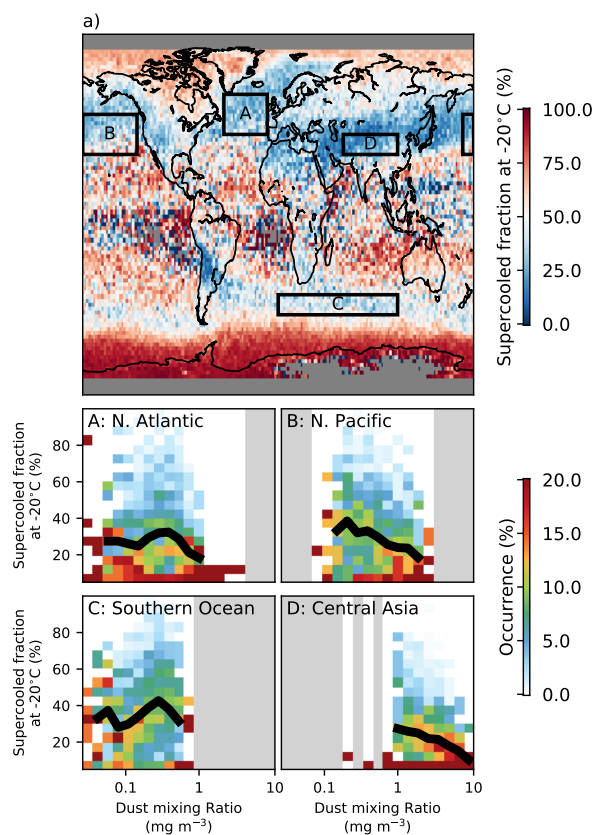 a)
A
B
D
C
Supercooled fraction at -20°C (%)
100.0
75.0
50.0
25.0
0.0
A: N. Atlantic
B: N. Pacific
Supercooled fraction
at -20°C (%)
80
60
40
20
C: Southern Ocean
D: Central Asia
Supercooled fraction
at -20°C (%)
80
60
40
20
0.1 1 10
0.1 1 10
Dust mixing Ratio
(mg m⁻³)
Dust mixing Ratio
(mg m⁻³)
Occurrence (%)
20.0
15.0
10.0
5.0
0.0